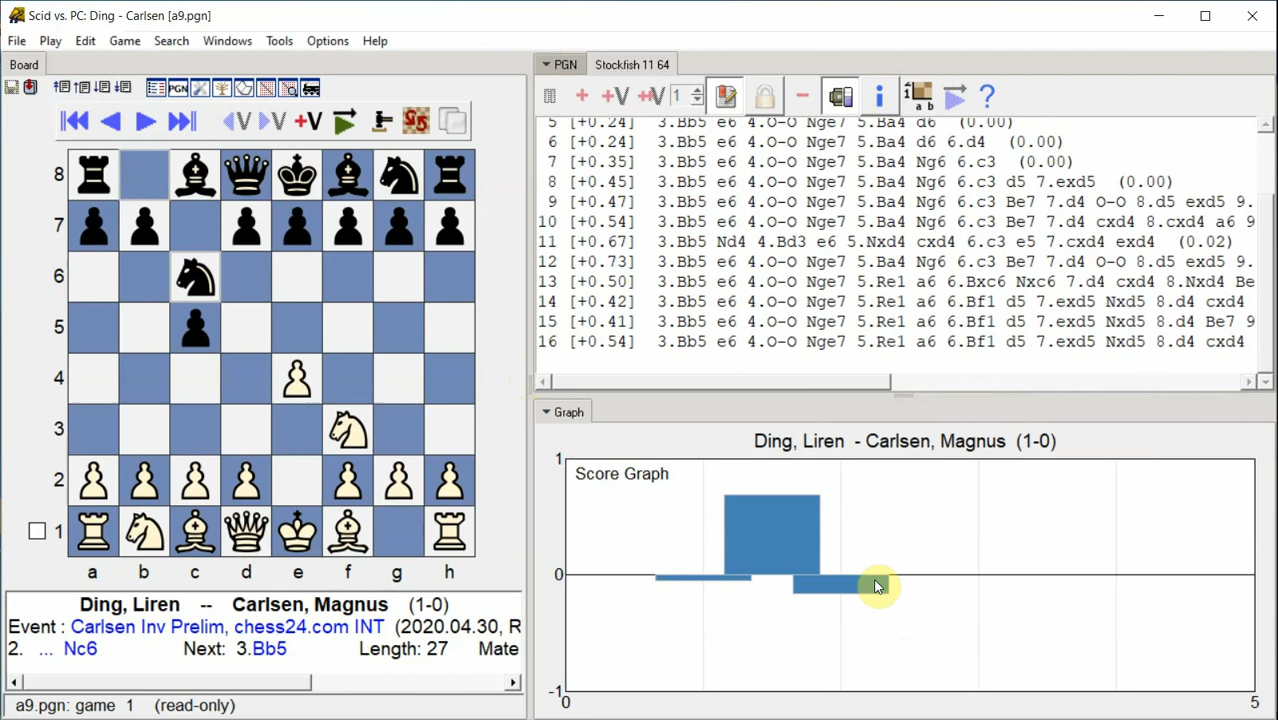 Scid vs. PC: Ding - Carlsen [a9.pgn]
File Play Edit Game Search Windows Tools Options Help
Board
PGN Stockfish 11 64
PGN
+V
+ +V +V 1 − i a b ?
5 [+0.24] 3.Bb5 e6 4.O-O Nge7 5.Ba4 d6 (0.00)
6 [+0.24] 3.Bb5 e6 4.O-O Nge7 5.Ba4 d6 6.d4 (0.00)
7 [+0.35] 3.Bb5 e6 4.O-O Nge7 5.Ba4 Ng6 6.c3 (0.00)
8 [+0.45] 3.Bb5 e6 4.O-O Nge7 5.Ba4 Ng6 6.c3 d5 7.exd5 (0.00)
9 [+0.47] 3.Bb5 e6 4.O-O Nge7 5.Ba4 Ng6 6.c3 Be7 7.d4 O-O 8.d5 exd5 9.
10 [+0.54] 3.Bb5 e6 4.O-O Nge7 5.Ba4 Ng6 6.c3 Be7 7.d4 cxd4 8.cxd4 a6 9
11 [+0.67] 3.Bb5 Nd4 4.Bd3 e6 5.Nxd4 cxd4 6.c3 e5 7.cxd4 exd4 (0.02)
12 [+0.73] 3.Bb5 e6 4.O-O Nge7 5.Ba4 Ng6 6.c3 Be7 7.d4 O-O 8.d5 exd5 9.
13 [+0.50] 3.Bb5 e6 4.O-O Nge7 5.Re1 a6 6.Bxc6 Nxc6 7.d4 cxd4 8.Nxd4 Be
14 [+0.42] 3.Bb5 e6 4.O-O Nge7 5.Re1 a6 6.Bf1 d5 7.exd5 Nxd5 8.d4 cxd4
15 [+0.41] 3.Bb5 e6 4.O-O Nge7 5.Re1 a6 6.Bf1 d5 7.exd5 Nxd5 8.d4 Be7 9
16 [+0.54] 3.Bb5 e6 4.O-O Nge7 5.Re1 a6 6.Bf1 d5 7.exd5 Nxd5 8.d4 cxd4
8
7
6
5
4
3
2
1
a b c d e f g h
Graph
Ding, Liren - Carlsen, Magnus (1-0)
Score Graph
1
0
-1
0 5
Ding, Liren -- Carlsen, Magnus (1-0)
Event : Carlsen Inv Prelim, chess24.com INT (2020.04.30, R
2. ... Nc6 Next: 3.Bb5 Length: 27 Mate
a9.pgn: game 1 (read-only)